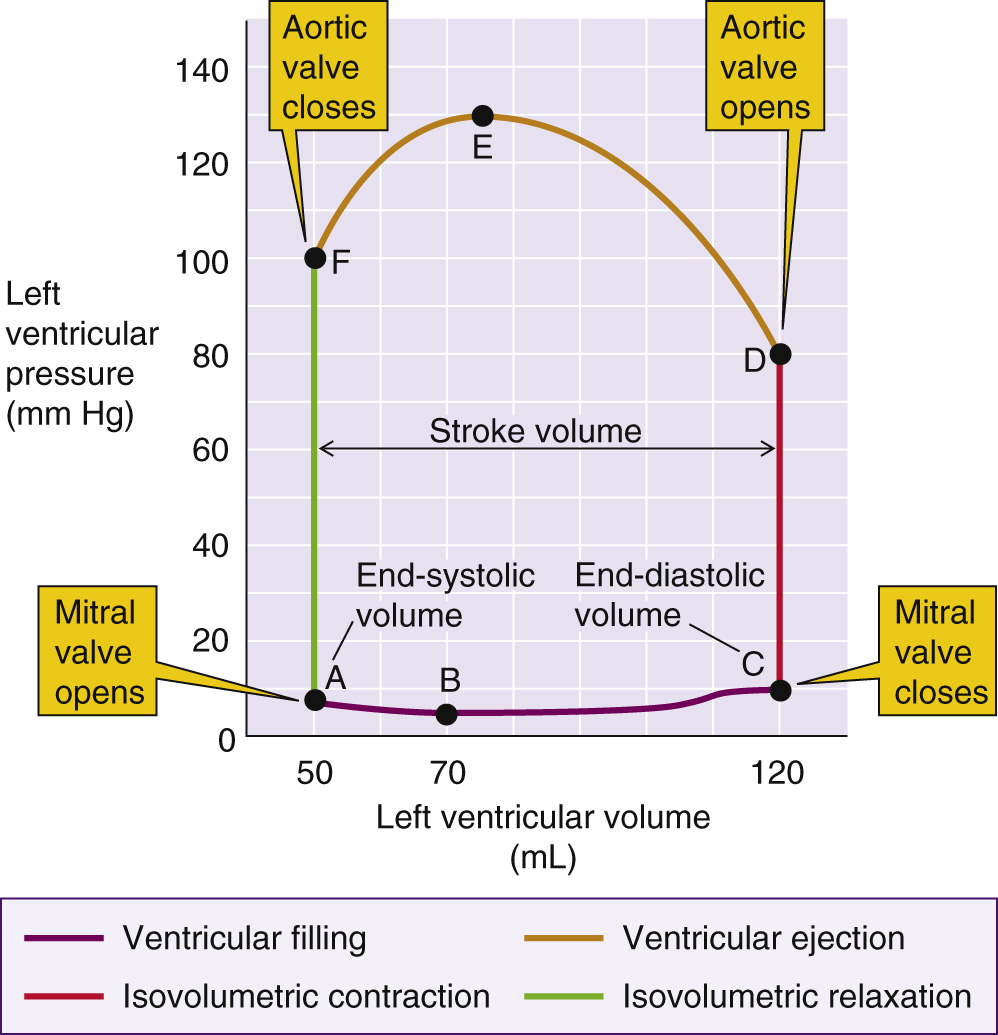 Aortic
valve
closes
Aortic
valve
opens
140
120
100
80
60
40
20
0
Left
ventricular
pressure
(mm Hg)
E
F
D
Stroke volume
End-systolic
volume
End-diastolic
volume
Mitral
valve
opens
A
B
C
Mitral
valve
closes
50 70 120
Left ventricular volume
(mL)
Ventricular filling
Ventricular ejection
Isovolumetric contraction
Isovolumetric relaxation